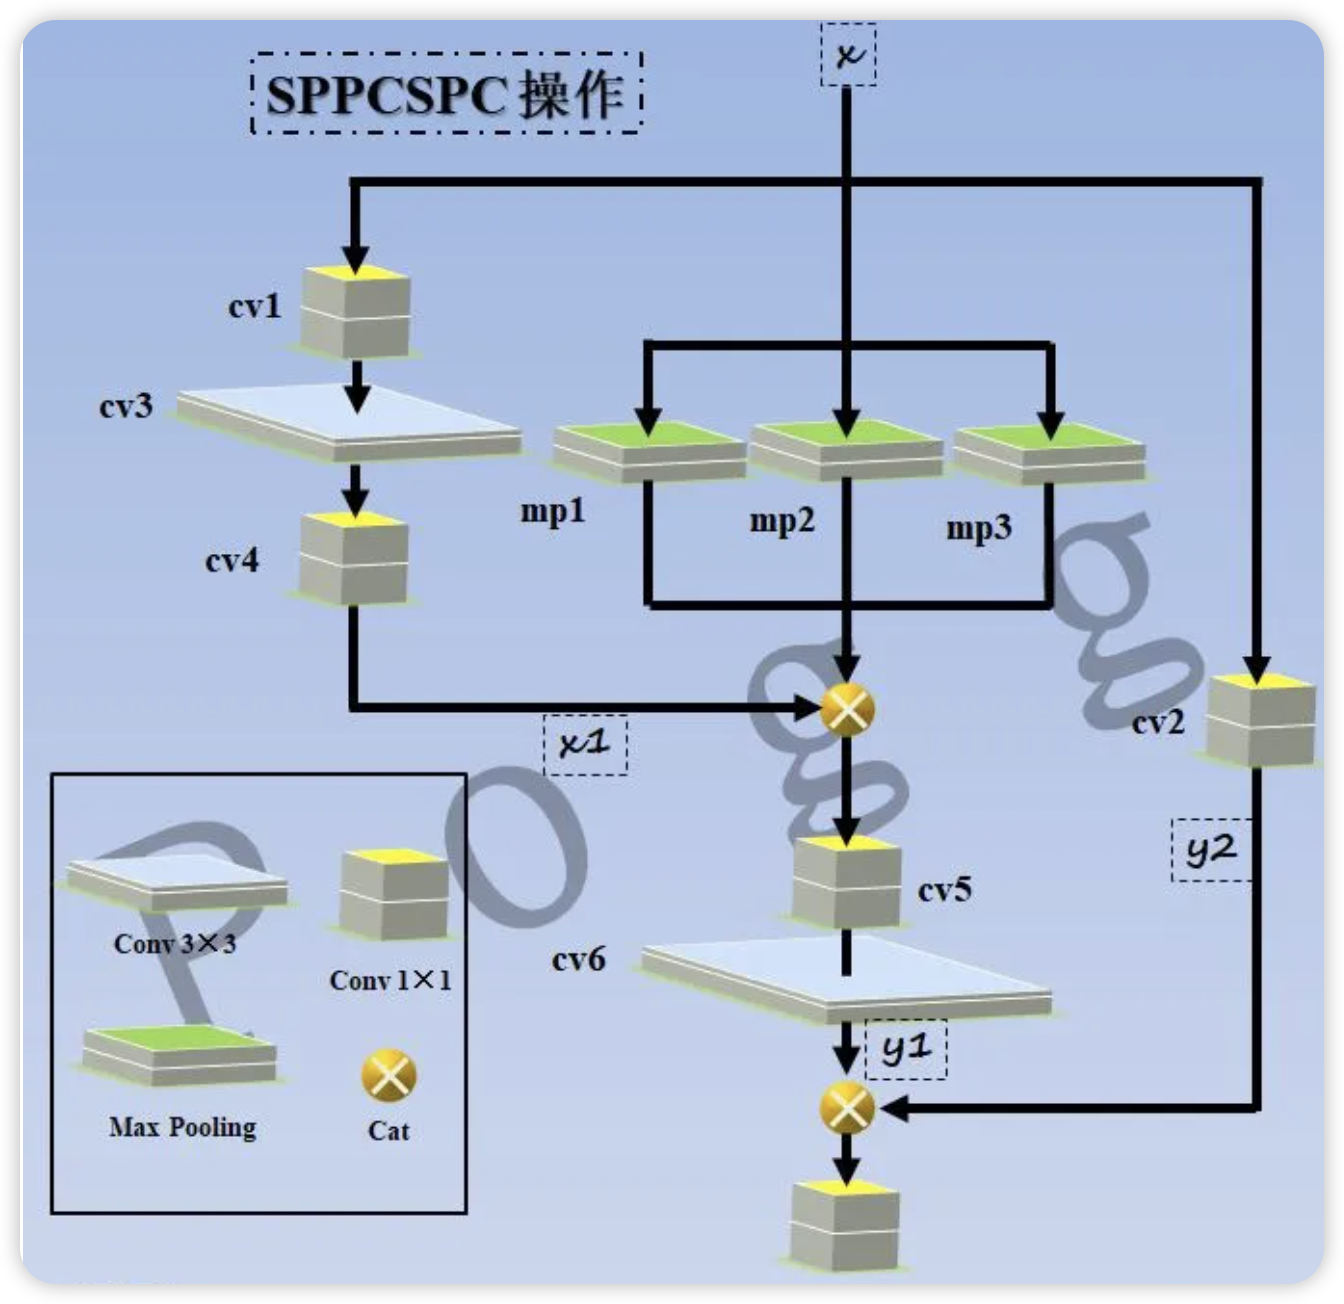 x
SPPCSPC 操作
cv1
cv3
mp1
mp2
mp3
cv4
cv2
x1
y2
cv5
cv6
Conv 3×3
Conv 1×1
y1
Max Pooling
Cat